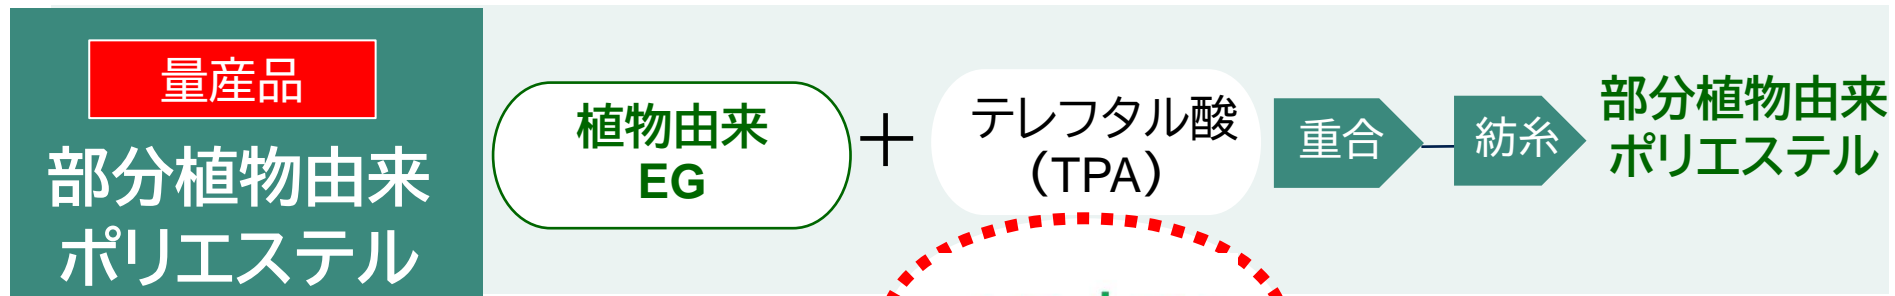 量産品
部分植物由来
ポリエステル
植物由来
EG
＋
テレフタル酸
（TPA）
重合
紡糸
部分植物由来
ポリエステル